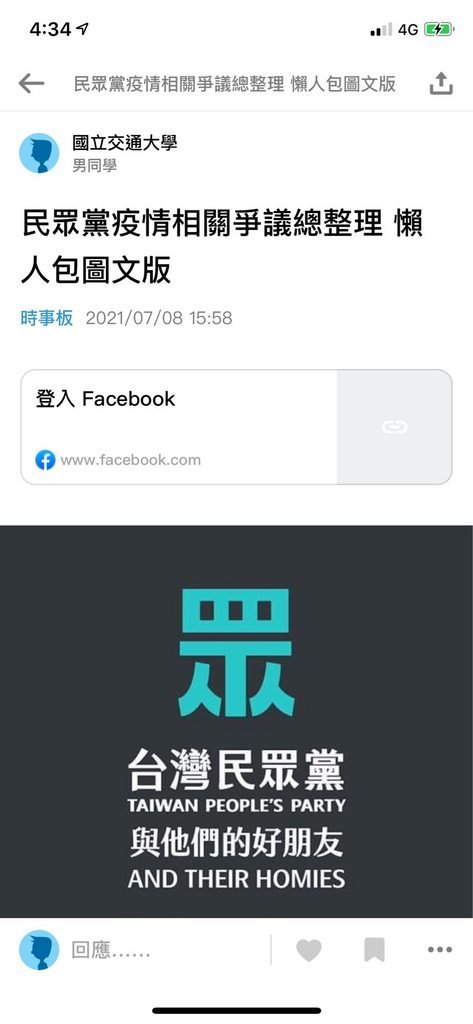 4:34
4G
民眾黨疫情相關爭議總整理 懶人包圖文版
國立交通大學
男同學
民眾黨疫情相關爭議總整理 懶
人包圖文版
時事板 2021/07/08 15:58
登入 Facebook
www.facebook.com
眾
台灣民眾黨
TAIWAN PEOPLE'S PARTY
與他們的好朋友
AND THEIR HOMIES
回應......